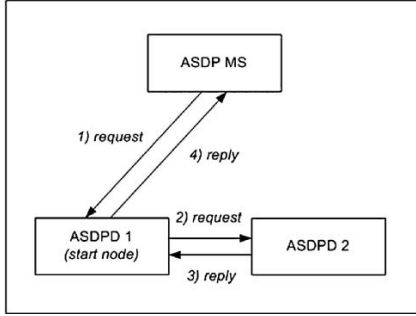 ASDP MS
1) request
4) reply
2) request
ASDPD 1
(start node)
ASDPD 2
3) reply